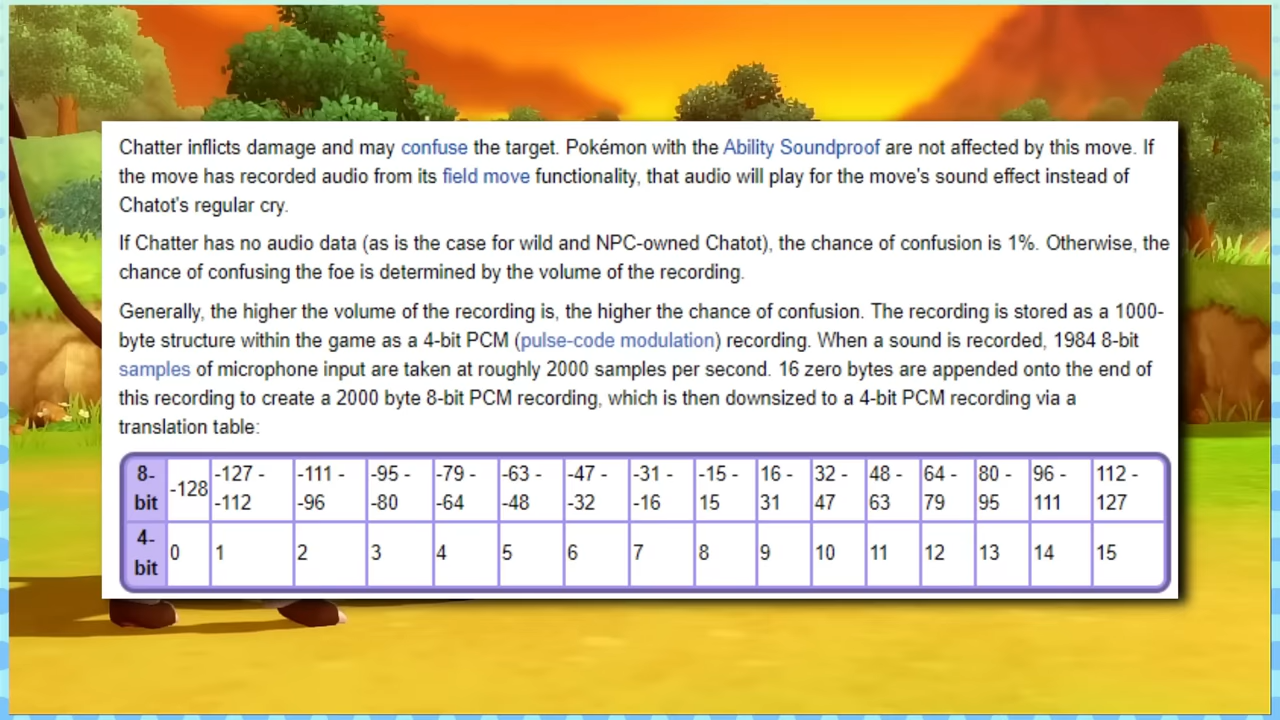 Chatter inflicts damage and may confuse the target. Pokémon with the Ability Soundproof are not affected by this move. If
the move has recorded audio from its field move functionality, that audio will play for the move's sound effect instead of
Chatot's regular cry.
If Chatter has no audio data (as is the case for wild and NPC-owned Chatot), the chance of confusion is 1%. Otherwise, the
chance of confusing the foe is determined by the volume of the recording.
Generally, the higher the volume of the recording is, the higher the chance of confusion. The recording is stored as a 1000-
byte structure within the game as a 4-bit PCM (pulse-code modulation) recording. When a sound is recorded, 1984 8-bit
samples of microphone input are taken at roughly 2000 samples per second. 16 zero bytes are appended onto the end of
this recording to create a 2000 byte 8-bit PCM recording, which is then downsized to a 4-bit PCM recording via a
translation table:
8- -127 - -111 - -95 - -79 - -63 - -47 - -31 - -15 - 16 - 32 - 48 - 64 - 80 - 96 - 112 -
-128
bit -112 -96 -80 -64 -48 -32 -16 15 31 47 63 79 95 111 127
4-
0 1 2 3 4 5 6 7 8 9 10 11 12 13 14 15
bit